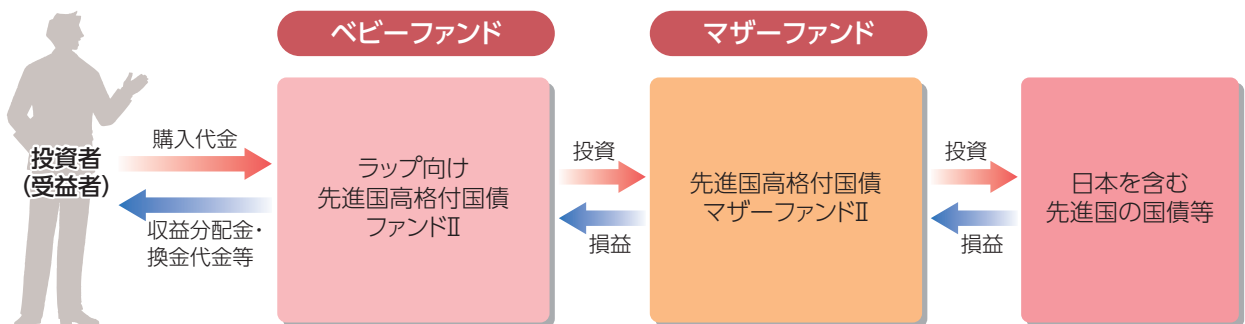 ベビーファンド
マザーファンド
投資者
(受益者)
購入代金
収益分配金・
換金代金等
ラップ向け
先進国高格付国債
ファンドⅡ
投資
損益
先進国高格付国債
マザーファンドⅡ
投資
損益
日本を含む
先進国の国債等